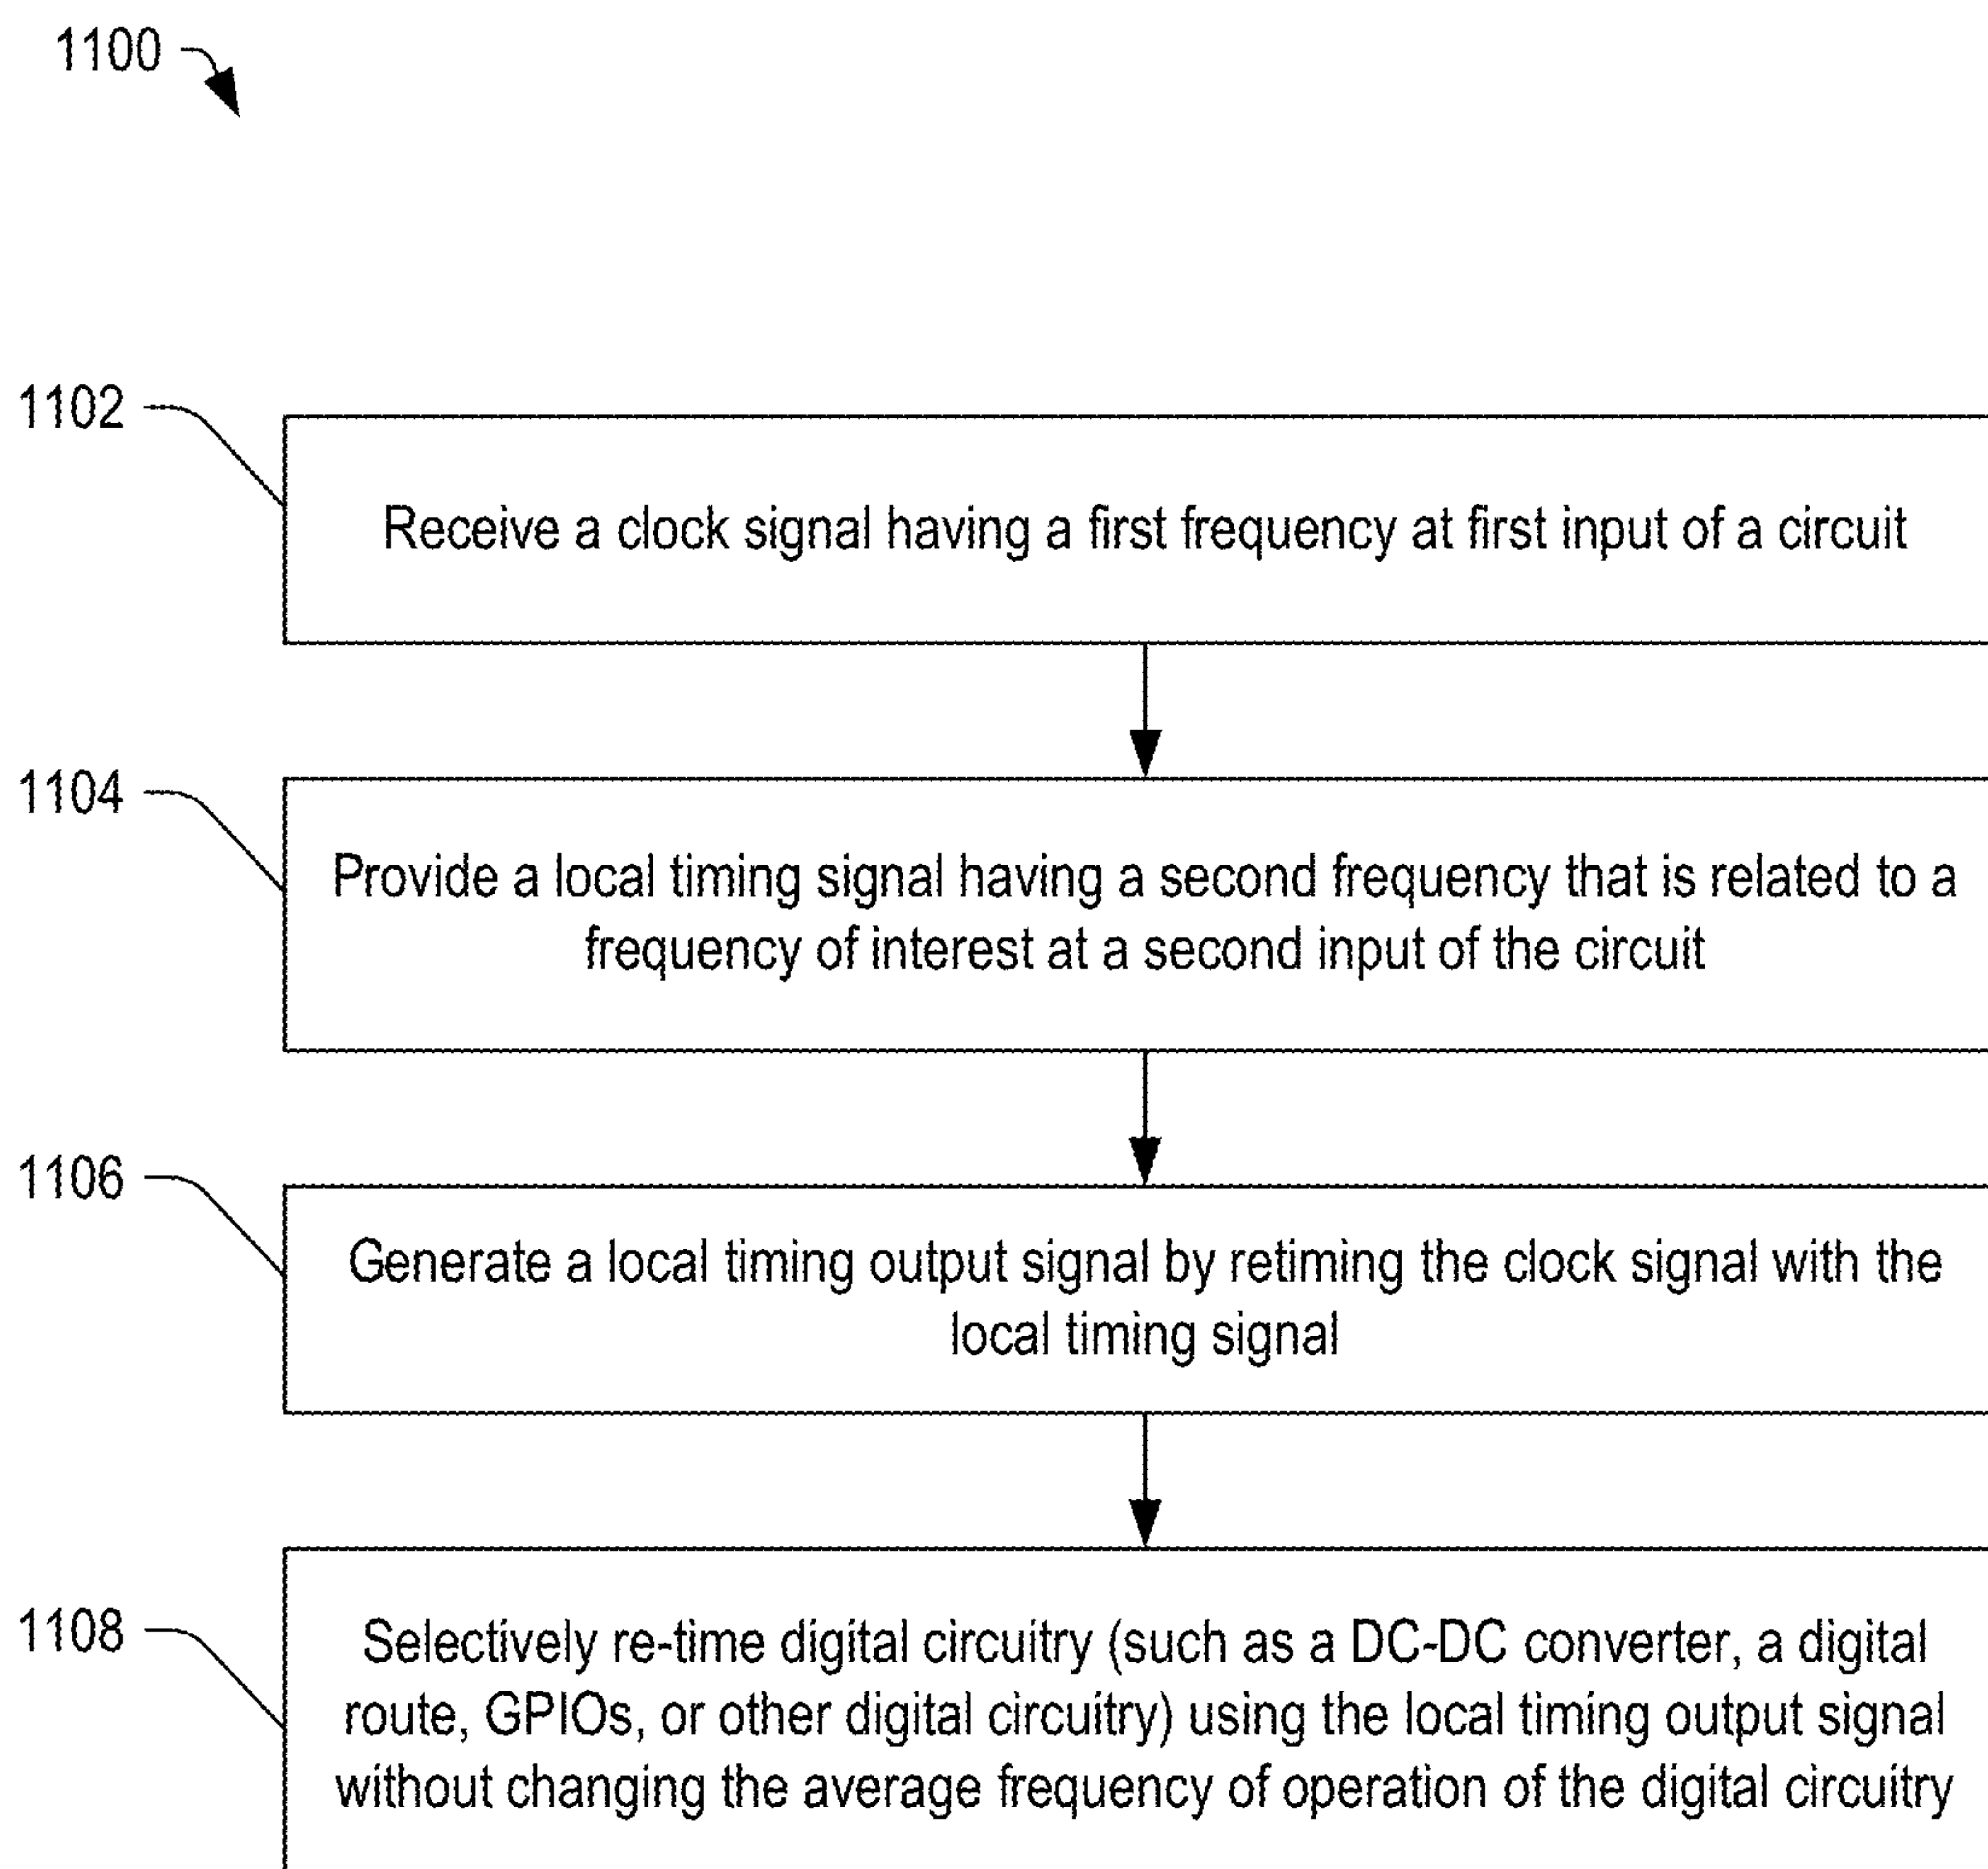 1100
1102
Receive a clock signal having a first frequency at first input of a circuit
1104
Provide a local timing signal having a second frequency that is related to a
frequency of interest at a second input of the circuit
1106
Generate a local timing output signal by retiming the clock signal with the
local timing signal
1108
Selectively re-time digital circuitry (such as a DC-DC converter, a digital
route, GPIOs, or other digital circuitry) using the local timing output signal
without changing the average frequency of operation of the digital circuitry